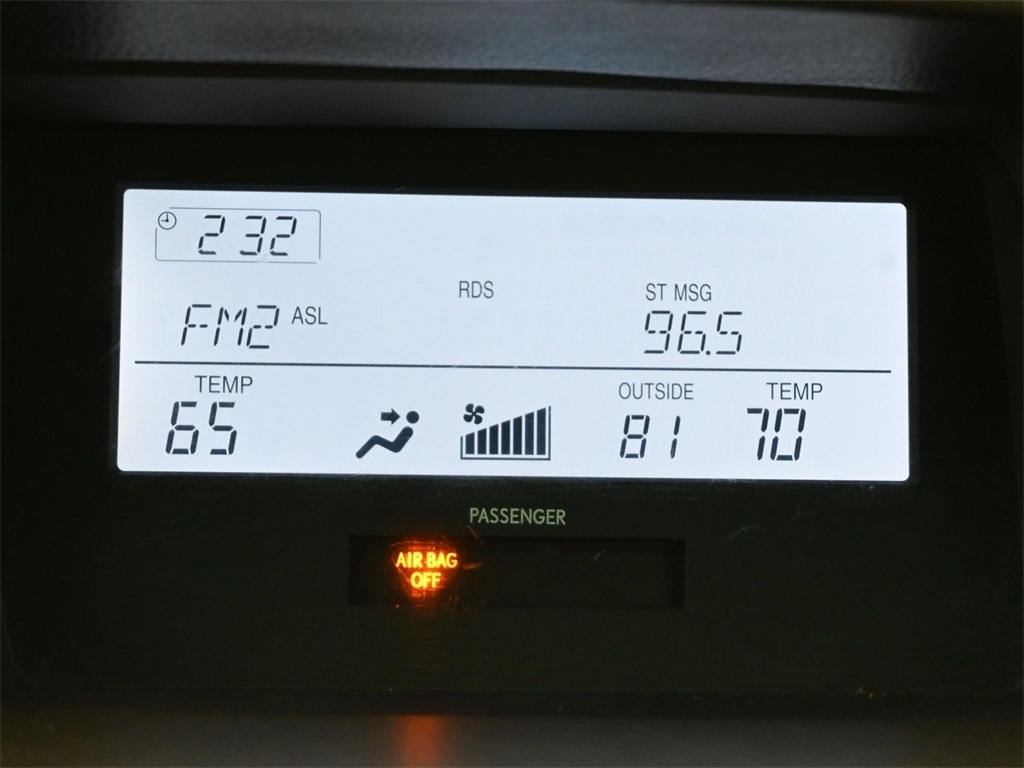 2 32
FM2 ASL RDS ST MSG 96.5
TEMP OUTSIDE TEMP
65 81 70
PASSENGER
AIR BAG
OFF